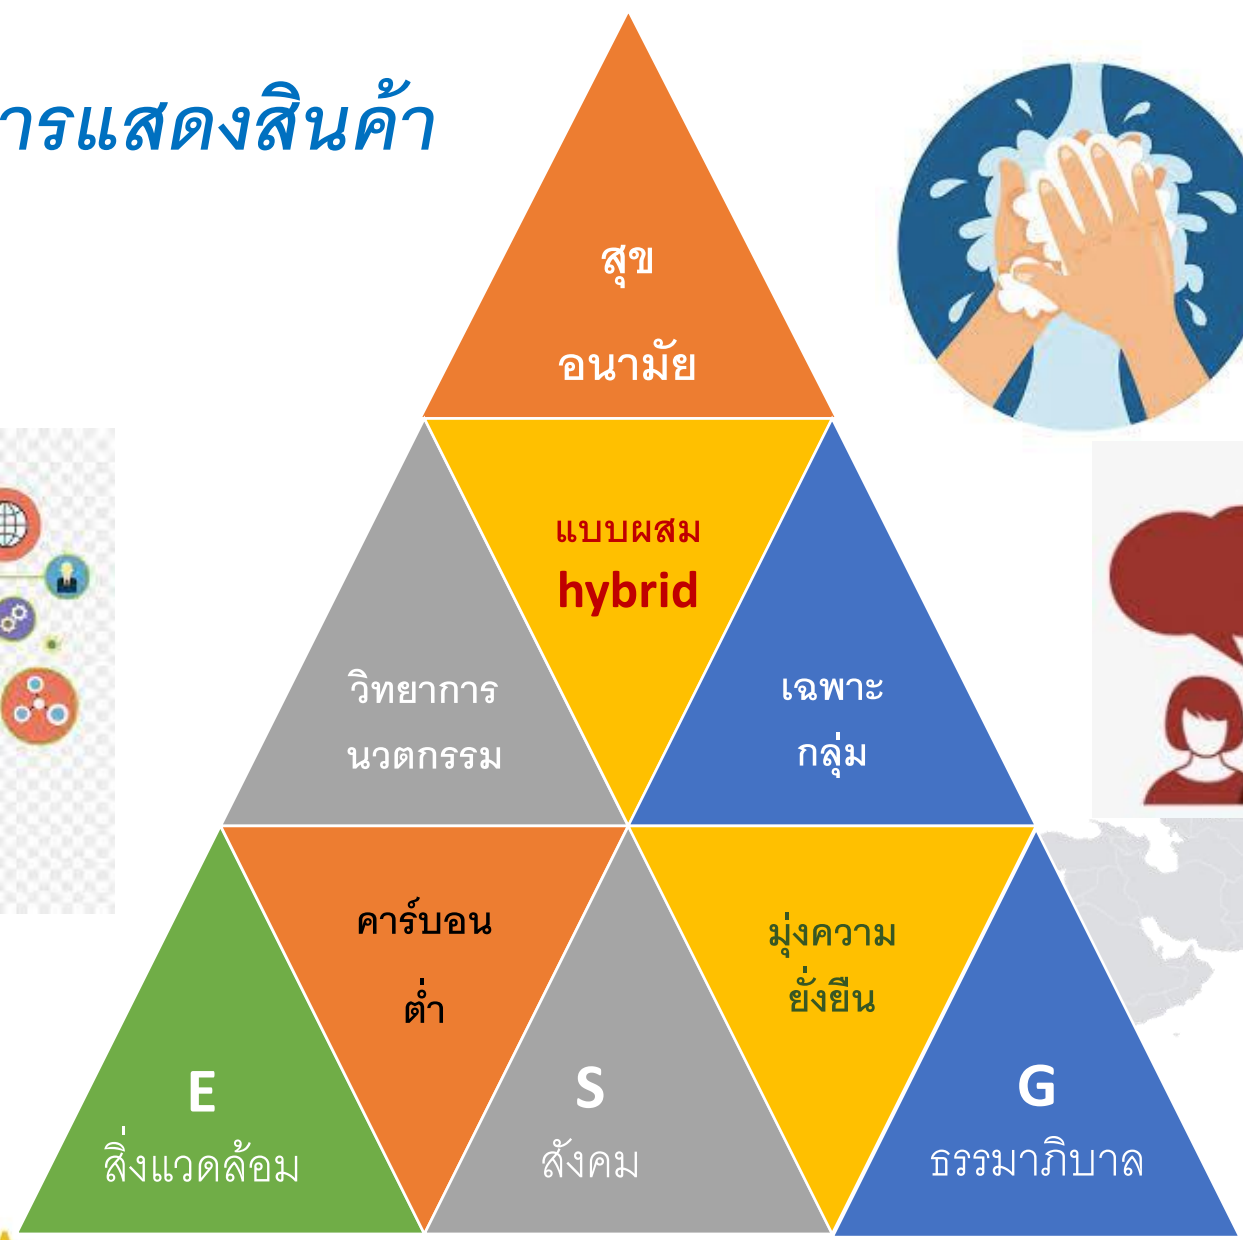 ารแสดงสินค้า
สุข
อนามัย
แบบผสม
hybrid
วิทยาการ
นวตกรรม
เฉพาะ
กลุ่ม
คาร์บอน
ต่ำ
มุ่งความ
ยั่งยืน
E
สิ่งแวดล้อม
S
สังคม
G
ธรรมาภิบาล